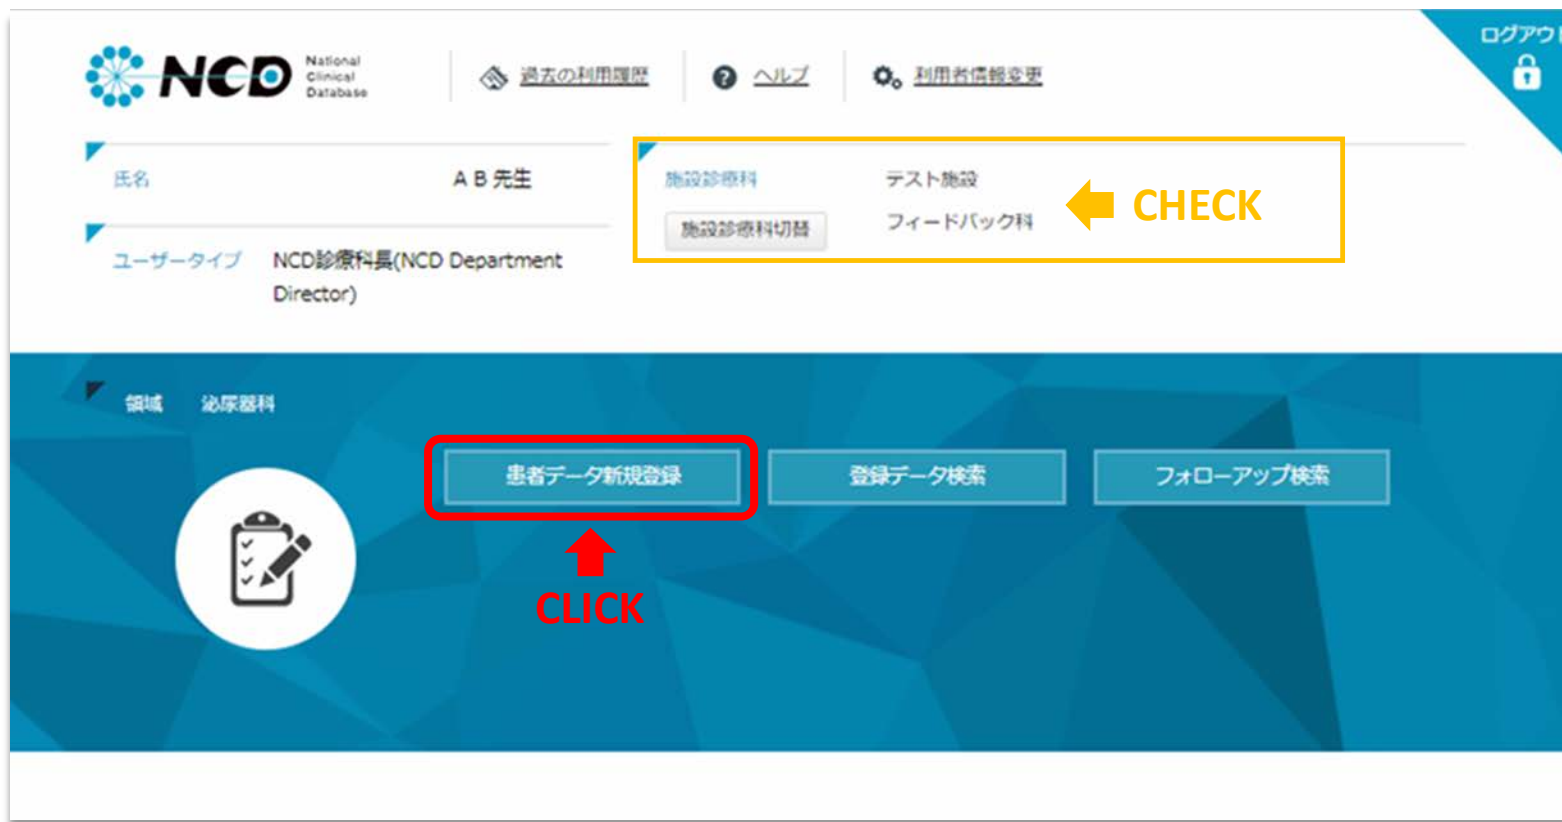 NCD
National
Clinical
Database
過去の利用履歴
ヘルプ
利用者情報変更
ログアウト
氏名
A B 先生
ユーザータイプ
NCD診療科長(NCD Department
Director)
施設診療科
テスト施設
施設診療科切替
フィードバック科
CHECK
領域 泌尿器科
患者データ新規登録
登録データ検索
フォローアップ検索
CLICK